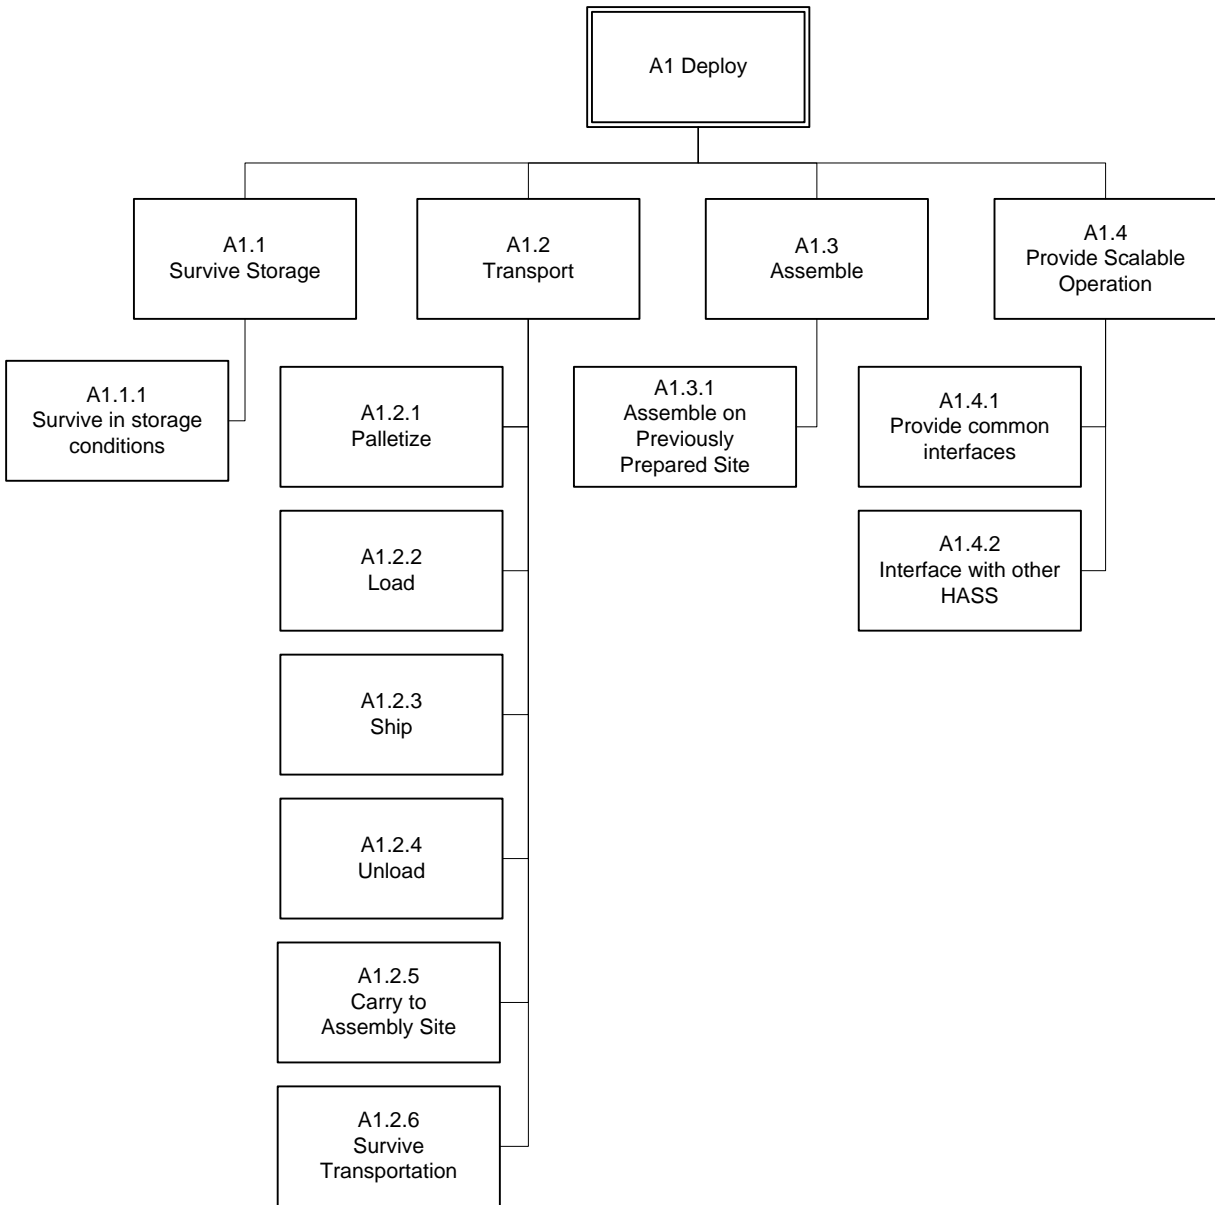 A1 Deploy
A1.1
Survive Storage
A1.2
Transport
A1.3
Assemble
A1.4
Provide Scalable
Operation
A1.1.1
Survive in storage
conditions
A1.2.1
Palletize
A1.3.1
Assemble on
Previously
Prepared Site
A1.4.1
Provide common
interfaces
A1.2.2
Load
A1.4.2
Interface with other
HASS
A1.2.3
Ship
A1.2.4
Unload
A1.2.5
Carry to
Assembly Site
A1.2.6
Survive
Transportation